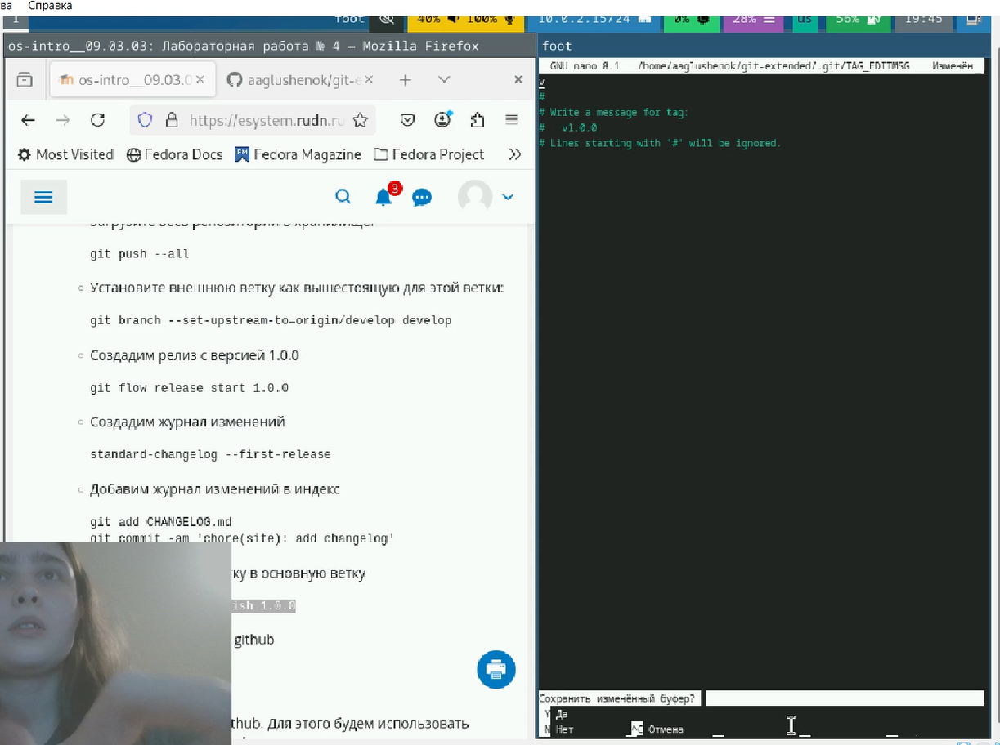 ва Справка
1 foot 40% 100% 10.0.2.15/24 0% 28% us 56% 19:45
os-intro__09.03.03: Лабораторная работа № 4 — Mozilla Firefox
foot
os-intro__09.03.0
aaglushenok/git-e
GNU nano 8.1 /home/aaglushenok/git-extended/.git/TAG_EDITMSG Изменён
v
#
# Write a message for tag:
# v1.0.0
# Lines starting with '#' will be ignored.
https://esystem.rudn.ru
Most Visited Fedora Docs Fedora Magazine Fedora Project
3
Загрузите весь репозиторий в хранилище:
git push --all
Установите внешнюю ветку как вышестоящую для этой ветки:
git branch --set-upstream-to=origin/develop develop
Создадим релиз с версией 1.0.0
git flow release start 1.0.0
Создадим журнал изменений
standard-changelog --first-release
Добавим журнал изменений в индекс
git add CHANGELOG.md
git commit -am 'chore(site): add changelog'
ку в основную ветку
ish 1.0.0
github
thub. Для этого будем использовать
Сохранить изменённый буфер?
Y Да
N Нет ^C Отмена